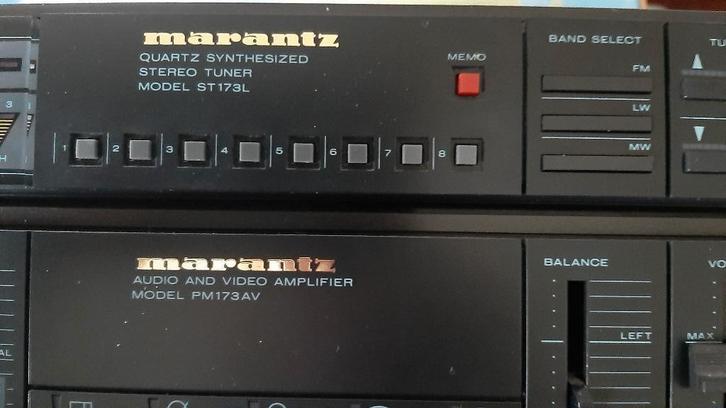 marantz
QUARTZ SYNTHESIZED
STEREO TUNER
MODEL ST173L
MEMO
BAND SELECT
FM
LW
MW
3
1 2 3 4 5 6 7 8
marantz
AUDIO AND VIDEO AMPLIFIER
MODEL PM173AV
BALANCE
LEFT
MAX